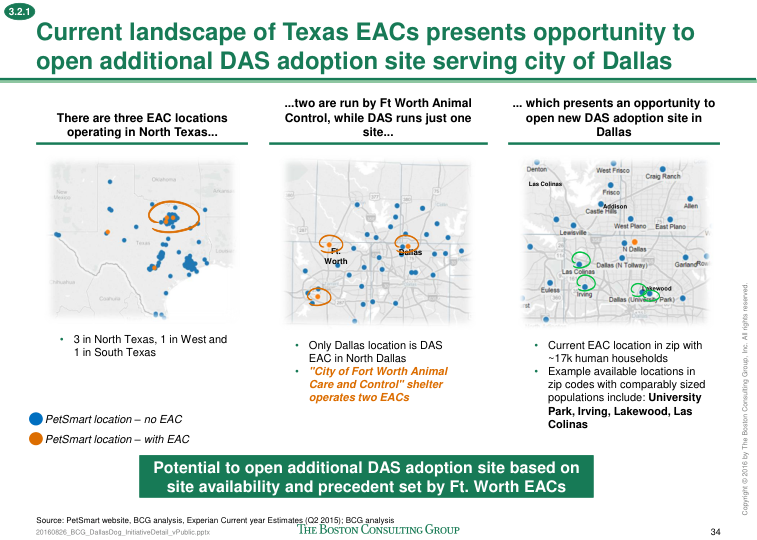 3.2.1
Current landscape of Texas EACs presents opportunity to
open additional DAS adoption site serving city of Dallas
There are three EAC locations
operating in North Texas...
...two are run by Ft Worth Animal
Control, while DAS runs just one
site...
... which presents an opportunity to
open new DAS adoption site in
Dallas
New
Mexico
Oklahoma
Arkansas
Texas
Chihuahua
Coahuila
Ft.
Worth
Dallas
Denton
West Frisco
Craig Ranch
Las Colinas
Frisco
Addison
Castle Hills
Allen
West Plano
East Plano
Lewisville
N Dallas
Dallas (N Tollway)
Garland
Las Colinas
Euless
Irving
Lakewood
Dallas (University Park)
• 3 in North Texas, 1 in West and
1 in South Texas
• Only Dallas location is DAS
EAC in North Dallas
• "City of Fort Worth Animal
Care and Control" shelter
operates two EACs
• Current EAC location in zip with
~17k human households
• Example available locations in
zip codes with comparably sized
populations include: University
Park, Irving, Lakewood, Las
Colinas
PetSmart location – no EAC
PetSmart location – with EAC
Potential to open additional DAS adoption site based on
site availability and precedent set by Ft. Worth EACs
Source: PetSmart website, BCG analysis, Experian Current year Estimates (Q2 2015); BCG analysis
20160826_BCG_DallasDog_InitiativeDetail_vPublic.pptx
THE BOSTON CONSULTING GROUP
34
Copyright © 2016 by The Boston Consulting Group, Inc. All rights reserved.